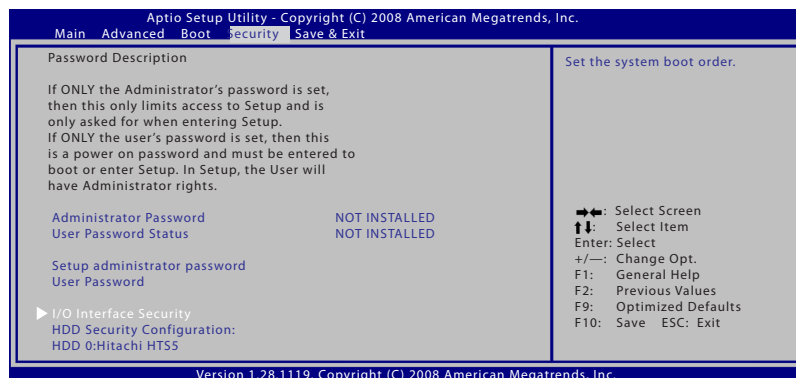 Aptio Setup Utility - Copyright (C) 2008 American Megatrends, Inc.
Main Advanced Boot Security Save & Exit
Password Description
If ONLY the Administrator's password is set,
then this only limits access to Setup and is
only asked for when entering Setup.
If ONLY the user's password is set, then this
is a power on password and must be entered to
boot or enter Setup. In Setup, the User will
have Administrator rights.
Administrator Password NOT INSTALLED
User Password Status NOT INSTALLED
Setup administrator password
User Password
I/O Interface Security
HDD Security Configuration:
HDD 0:Hitachi HTS5
Set the system boot order.
→←: Select Screen
↑↓: Select Item
Enter: Select
+/—: Change Opt.
F1: General Help
F2: Previous Values
F9: Optimized Defaults
F10: Save ESC: Exit
Version 1.28.1119. Copyright (C) 2008 American Megatrends, Inc.